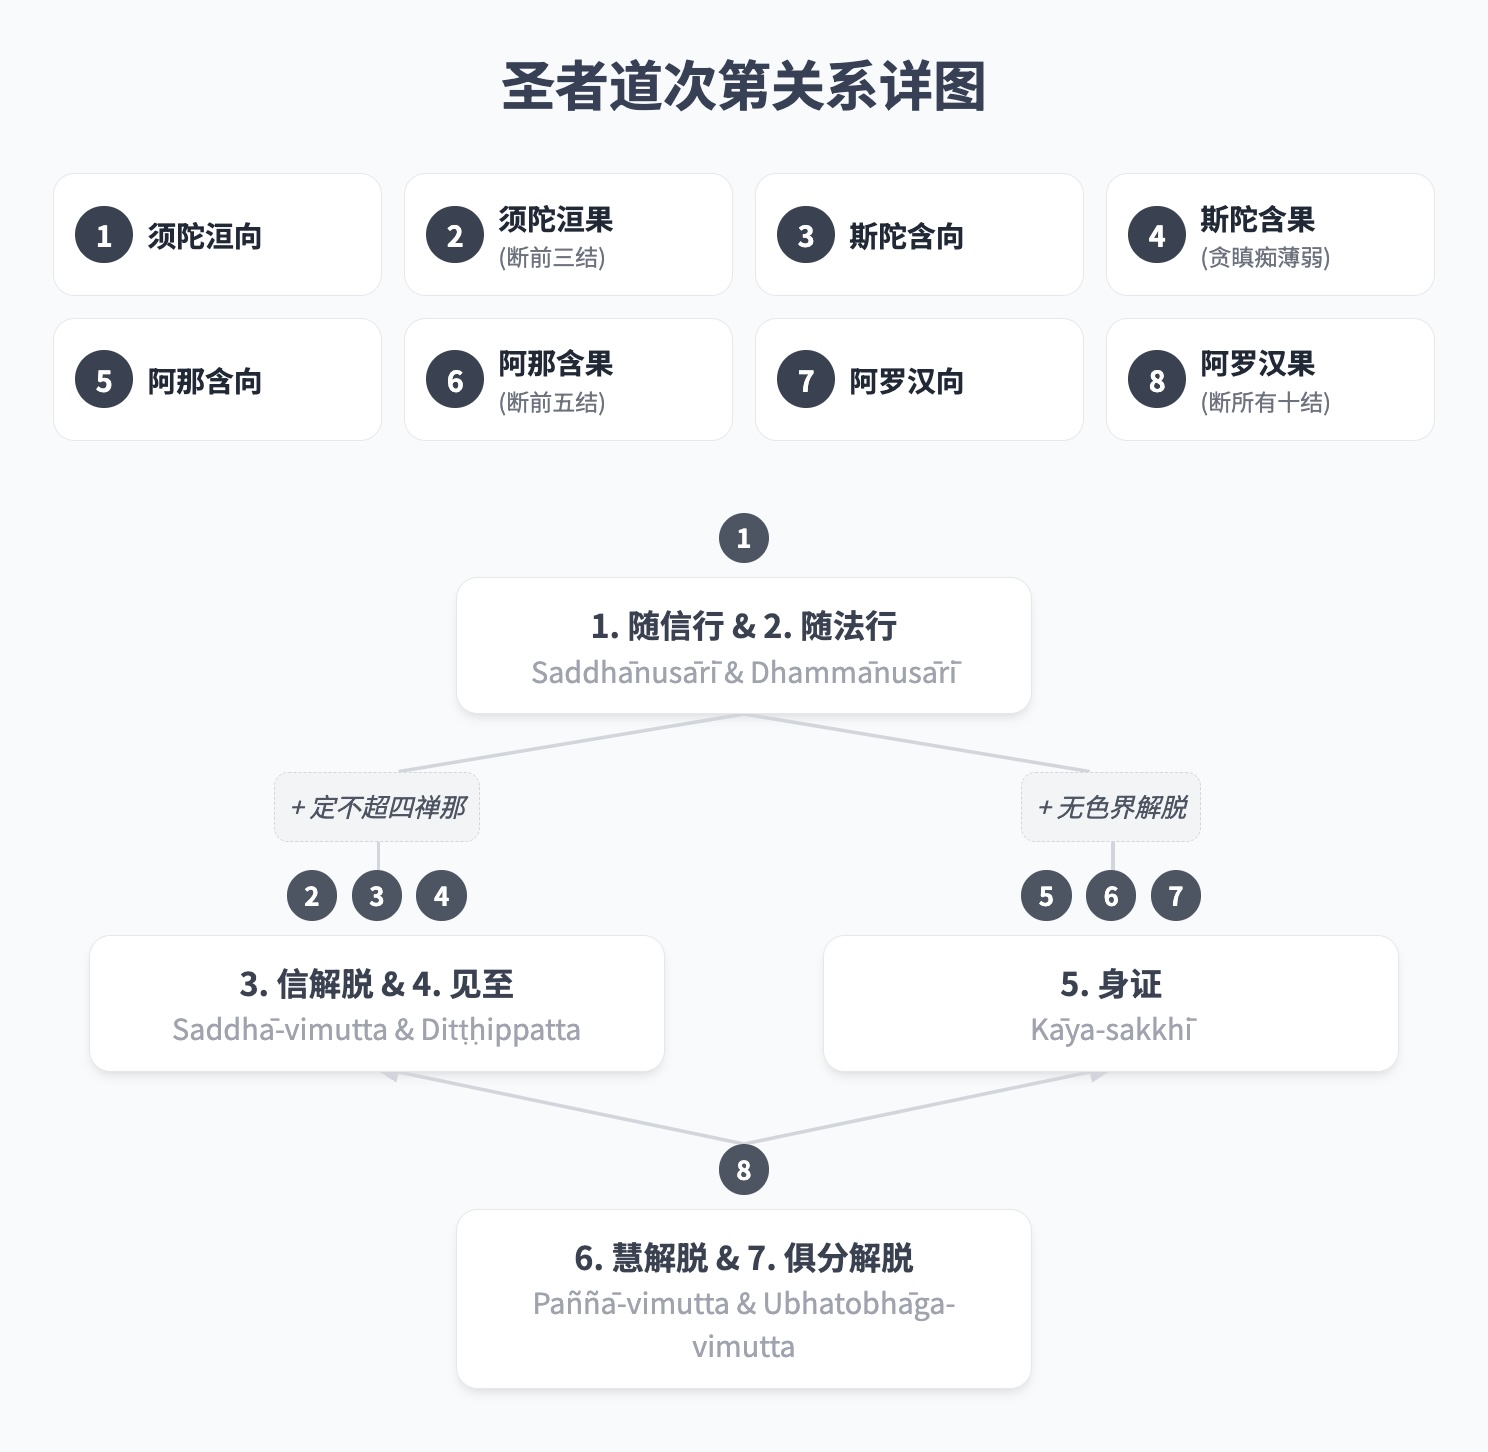 圣者道次第关系详图
1 须陀洹向
2 须陀洹果
(断前三结)
3 斯陀含向
4 斯陀含果
(贪瞋痴薄弱)
5 阿那含向
6 阿那含果
(断前五结)
7 阿罗汉向
8 阿罗汉果
(断所有十结)
1
1. 随信行 & 2. 随法行
Saddhānusārī & Dhammānusārī
+ 定不超四禅那
+ 无色界解脱
2 3 4
5 6 7
3. 信解脱 & 4. 见至
Saddhā-vimutta & Diṭṭhippatta
5. 身证
Kāya-sakkhī
8
6. 慧解脱 & 7. 俱分解脱
Paññā-vimutta & Ubhatobhāga-
vimutta